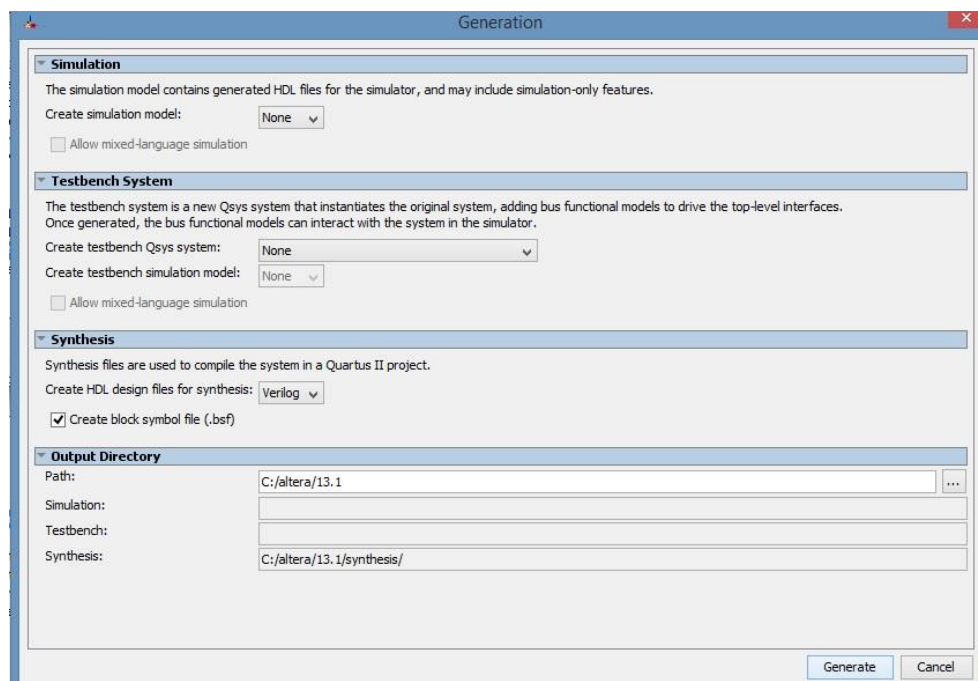 Generation
Simulation
The simulation model contains generated HDL files for the simulator, and may include simulation-only features.
Create simulation model: None
Allow mixed-language simulation
Testbench System
The testbench system is a new Qsys system that instantiates the original system, adding bus functional models to drive the top-level interfaces.
Once generated, the bus functional models can interact with the system in the simulator.
Create testbench Qsys system: None
Create testbench simulation model: None
Allow mixed-language simulation
Synthesis
Synthesis files are used to compile the system in a Quartus II project.
Create HDL design files for synthesis: Verilog
Create block symbol file (.bsf)
Output Directory
Path: C:/altera/13.1 ...
Simulation:
Testbench:
Synthesis: C:/altera/13.1/synthesis/
Generate Cancel